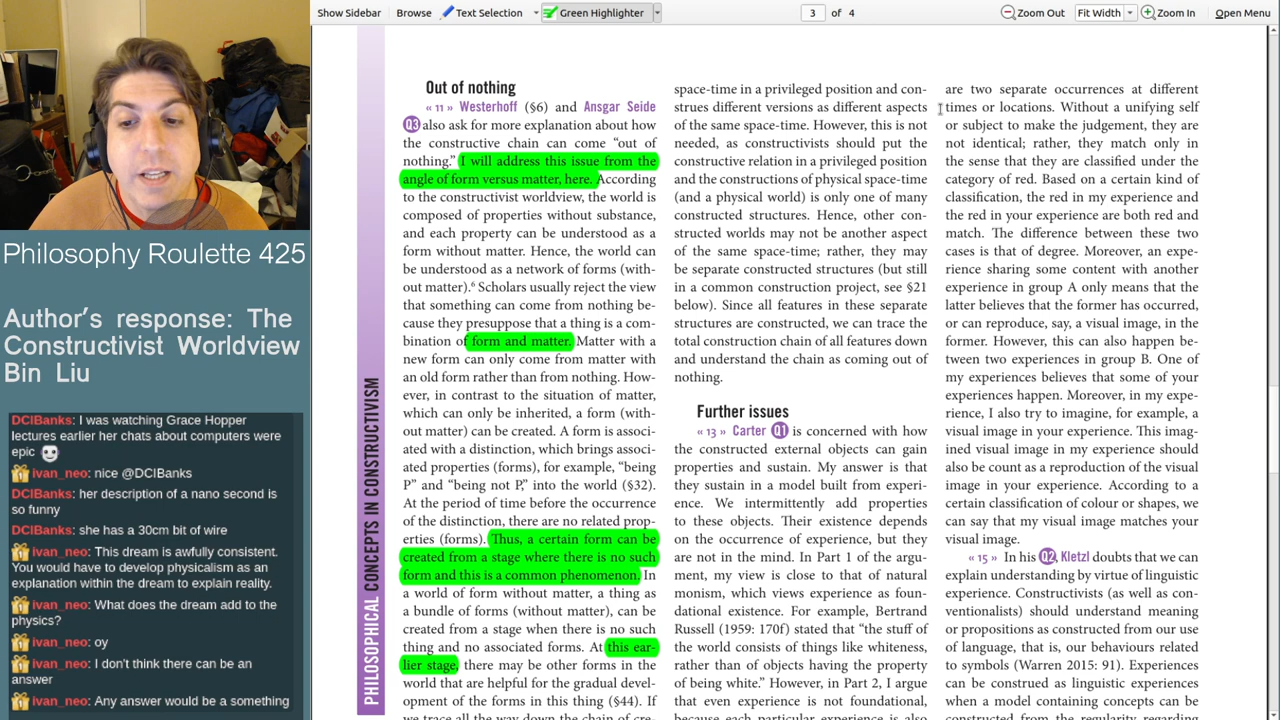 Show Sidebar Browse Text Selection Green Highlighter 3 of 4 Zoom Out Fit Width Zoom In Open Menu
Philosophy Roulette 425
Author's response: The
Constructivist Worldview
Bin Liu
DCIBanks: I was watching Grace Hopper
lectures earlier her chats about computers were
epic
ivan_neo: nice @DCIBanks
DCIBanks: her description of a nano second is
so funny
DCIBanks: she has a 30cm bit of wire
ivan_neo: This dream is awfully consistent.
You would have to develop physicalism as an
explanation within the dream to explain reality.
ivan_neo: What does the dream add to the
physics?
ivan_neo: oy
ivan_neo: I don't think there can be an
answer
ivan_neo: Any answer would be a something
PHILOSOPHICAL CONCEPTS IN CONSTRUCTIVISM
Out of nothing
« 11 » Westerhoff (§6) and Ansgar Seide
Q3 also ask for more explanation about how
the constructive chain can come “out of
nothing.” I will address this issue from the
angle of form versus matter, here. According
to the constructivist worldview, the world is
composed of properties without substance,
and each property can be understood as a
form without matter. Hence, the world can
be understood as a network of forms (with-
out matter).6 Scholars usually reject the view
that something can come from nothing be-
cause they presuppose that a thing is a com-
bination of form and matter. Matter with a
new form can only come from matter with
an old form rather than from nothing. How-
ever, in contrast to the situation of matter,
which can only be inherited, a form (with-
out matter) can be created. A form is associ-
ated with a distinction, which brings associ-
ated properties (forms), for example, “being
P” and “being not P,” into the world (§32).
At the period of time before the occurrence
of the distinction, there are no related prop-
erties (forms). Thus, a certain form can be
created from a stage where there is no such
form and this is a common phenomenon. In
a world of form without matter, a thing as
a bundle of forms (without matter), can be
created from a stage when there is no such
thing and no associated forms. At this ear-
lier stage, there may be other forms in the
world that are helpful for the gradual devel-
opment of the forms in nothing (§44). If
we trace all the way down the chain of cre-
space-time in a privileged position and con-
strues different versions as different aspects
of the same space-time. However, this is not
needed, as constructivists should put the
constructive relation in a privileged position
and the constructions of physical space-time
(and a physical world) is only one of many
constructed structures. Hence, other con-
structed worlds may not be another aspect
of the same space-time; rather, they may
be separate constructed structures (but still
in a common construction project, see §21
below). Since all features in these separate
structures are constructed, we can trace the
total construction chain of all features down
and understand the chain as coming out of
nothing.
Further issues
« 13 » Carter Q1 is concerned with how
the constructed external objects can gain
properties and sustain. My answer is that
they sustain in a model built from experi-
ence. We intermittently add properties
to these objects. Their existence depends
on the occurrence of experience, but they
are not in the mind. In Part 1 of the argu-
ment, my view is close to that of natural
monism, which views experience as foun-
dational existence. For example, Bertrand
Russell (1959: 170f) stated that “the stuff of
the world consists of things like whiteness,
rather than of objects having the property
of being white.” However, in Part 2, I argue
that even experience is not foundational,
because each particular experience is also
are two separate occurrences at different
times or locations. Without a unifying self
or subject to make the judgement, they are
not identical; rather, they match only in
the sense that they are classified under the
category of red. Based on a certain kind of
classification, the red in my experience and
the red in your experience are both red and
match. The difference between these two
cases is that of degree. Moreover, an expe-
rience sharing some content with another
experience in group A only means that the
latter believes that the former has occurred,
or can reproduce, say, a visual image, in the
former. However, this can also happen be-
tween two experiences in group B. One of
my experiences believes that some of your
experiences happen. Moreover, in my expe-
rience, I also try to imagine, for example, a
visual image in your experience. This imag-
ined visual image in my experience should
also be count as a reproduction of the visual
image in your experience. According to a
certain classification of colour or shapes, we
can say that my visual image matches your
visual image.
« 15 » In his Q2, Kletzl doubts that we can
explain understanding by virtue of linguistic
experience. Constructivists (as well as con-
ventionalists) should understand meaning
or propositions as constructed from our use
of language, that is, our behaviours related
to symbols (Warren 2015: 91). Experiences
can be construed as linguistic experiences
when a model containing concepts can be
constructed from the regularity regarding